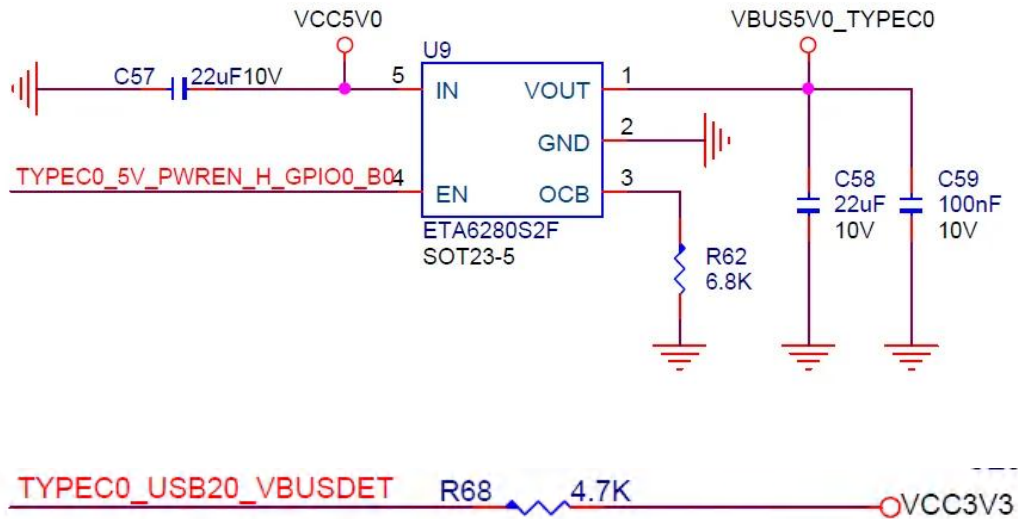 VCC5V0
VBUS5V0_TYPEC0
U9
C57
22uF10V
5
IN
VOUT
1
GND
2
TYPEC0_5V_PWREN_H_GPIO0_B0
4
EN
OCB
3
ETA6280S2F
SOT23-5
R62
6.8K
C58
22uF
10V
C59
100nF
10V
TYPEC0_USB20_VBUSDET
R68
4.7K
VCC3V3